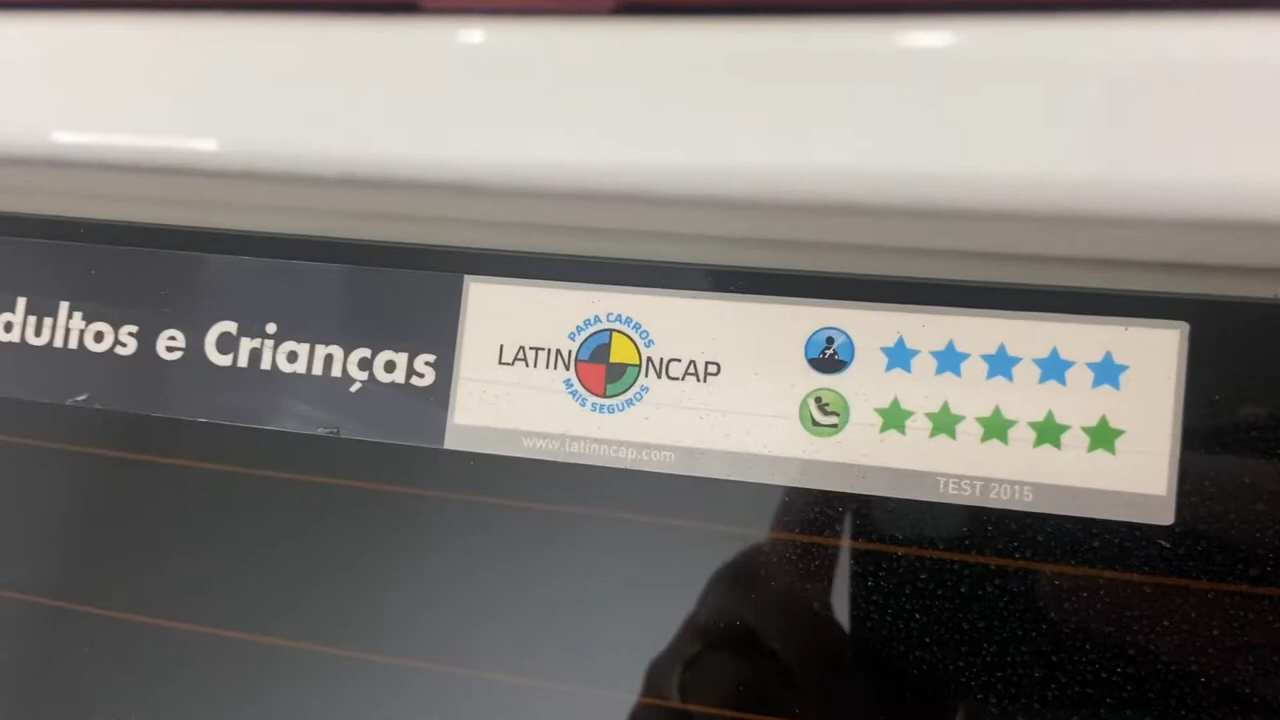 dultos e Crianças
PARA CARROS
LATIN NCAP
MAIS SEGUROS
www.latinncap.com
TEST 2015